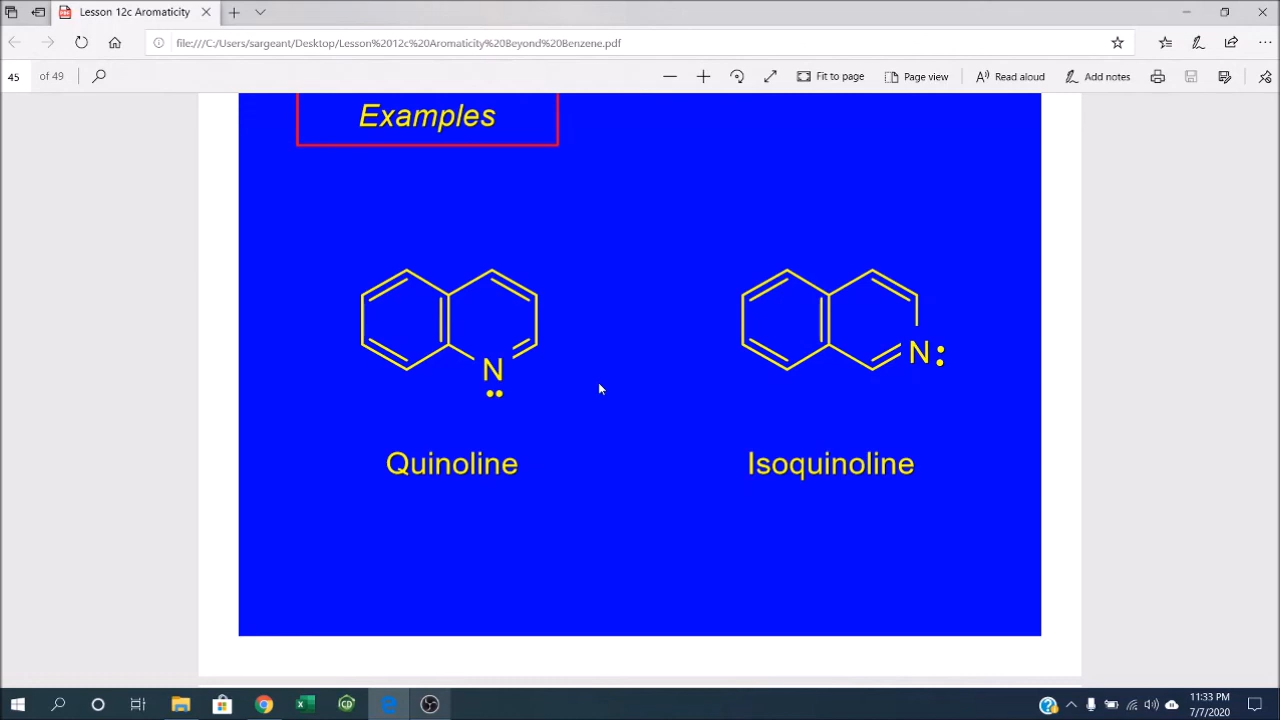 Lesson 12c Aromaticity
file:///C:/Users/sargeant/Desktop/Lesson%2012c%20Aromaticity%20Beyond%20Benzene.pdf
45 of 49
Fit to page
Page view
Read aloud
Add notes
Examples
N
N
Quinoline
Isoquinoline
11:33 PM
7/7/2020